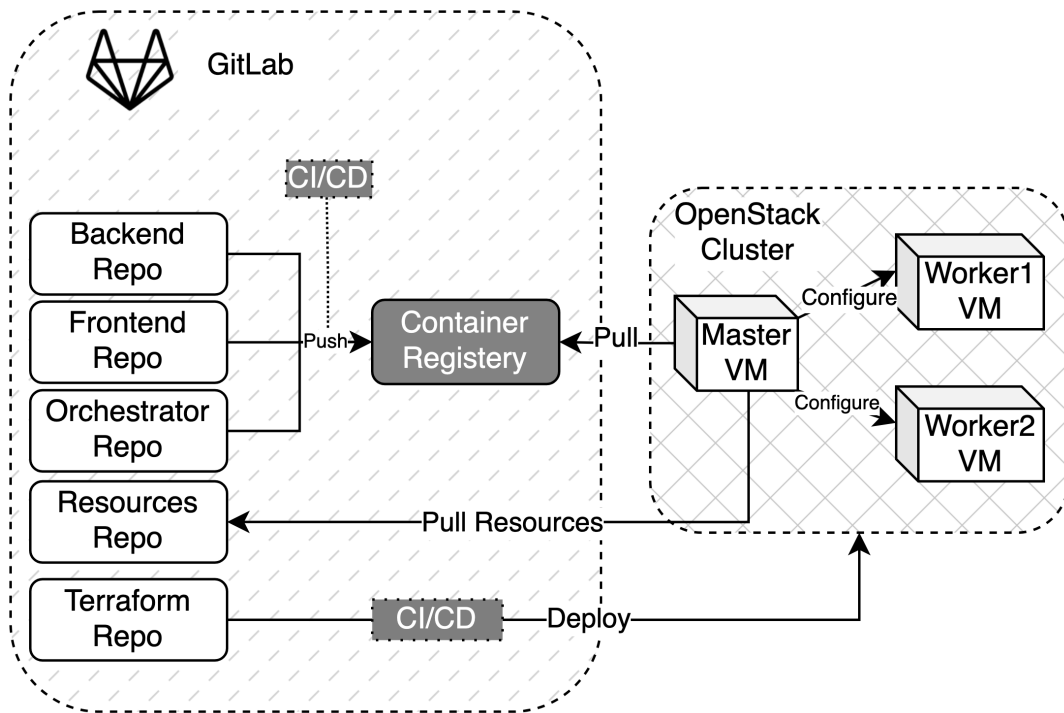 GitLab
CI/CD
Backend
Repo
Frontend
Repo
Orchestrator
Repo
Resources
Repo
Terraform
Repo
Push
Container
Registery
Pull
OpenStack
Cluster
Master
VM
Configure
Worker1
VM
Configure
Worker2
VM
Pull Resources
CI/CD
Deploy